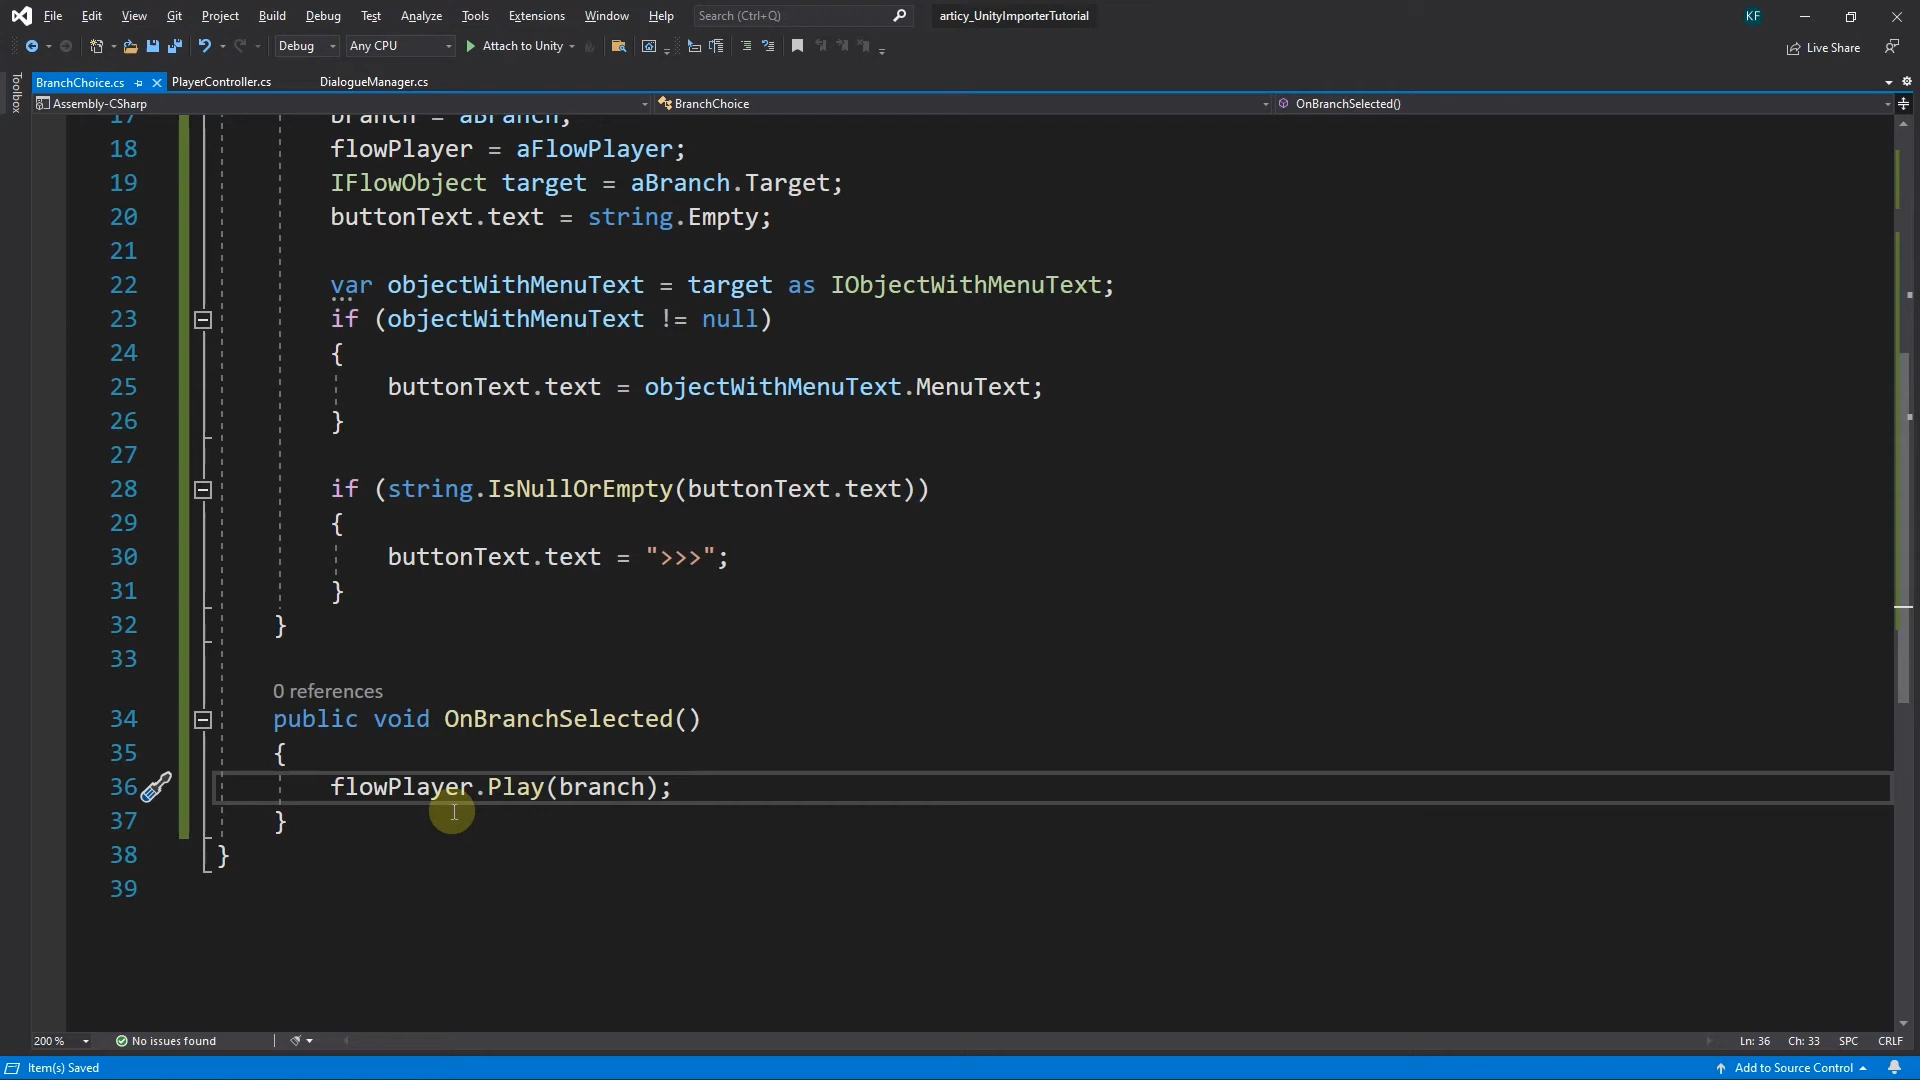 File Edit View Git Project Build Debug Test Analyze Tools Extensions Window Help Search (Ctrl+Q) articy_UnityImporterTutorial KF
Debug Any CPU Attach to Unity Live Share
Toolbox
BranchChoice.cs PlayerController.cs DialogueManager.cs
Assembly-CSharp BranchChoice OnBranchSelected()
17 branch = aBranch;
18 flowPlayer = aFlowPlayer;
19 IFlowObject target = aBranch.Target;
20 buttonText.text = string.Empty;
21
22 var objectWithMenuText = target as IObjectWithMenuText;
23 if (objectWithMenuText != null)
24 {
25 buttonText.text = objectWithMenuText.MenuText;
26 }
27
28 if (string.IsNullOrEmpty(buttonText.text))
29 {
30 buttonText.text = ">>>";
31 }
32 }
33
0 references
34 public void OnBranchSelected()
35 {
36 flowPlayer.Play(branch);
37 }
38 }
39
200 % No issues found Ln: 36 Ch: 33 SPC CRLF
Item(s) Saved Add to Source Control